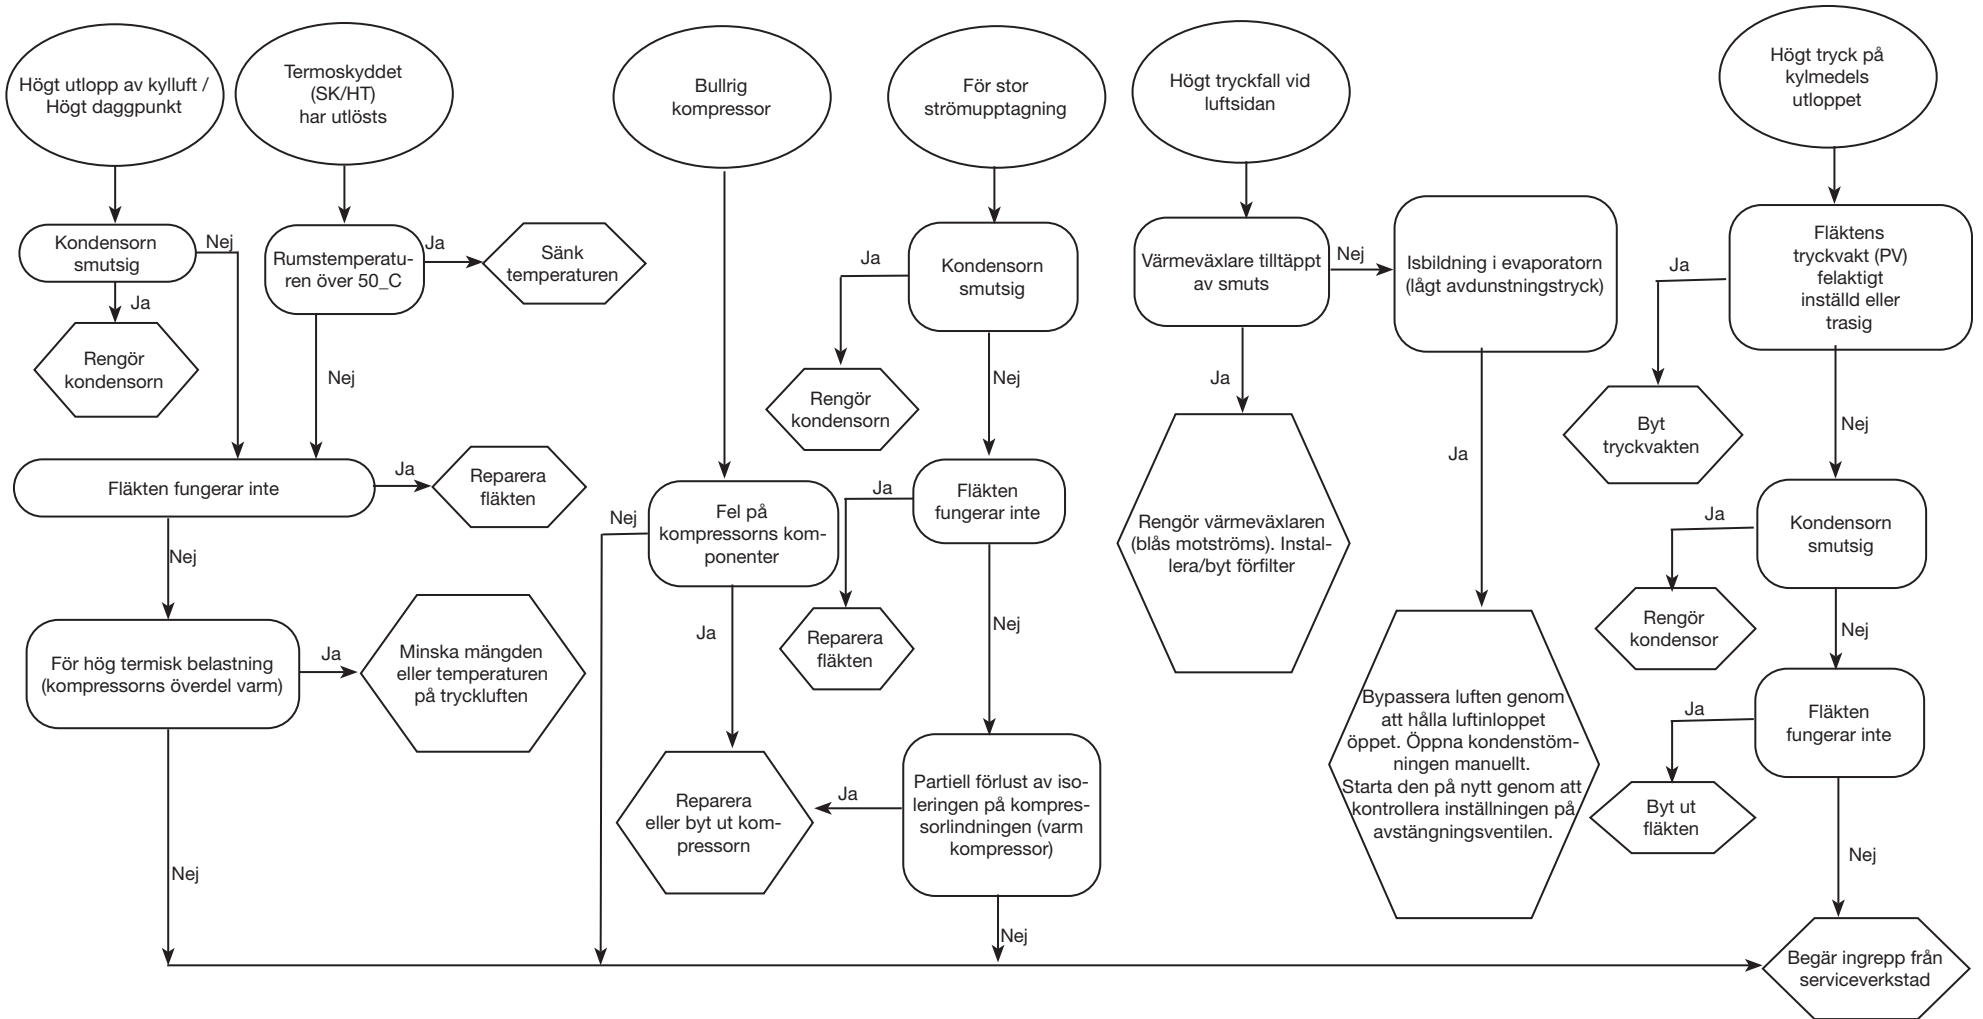 Högt utlopp av kylluft /
Högt daggpunkt
Kondensorn
smutsig
Nej
Ja
Rengör
kondensorn
Termoskyddet
(SK/HT)
har utlösts
Rumstemperatu-
ren över 50_C
Ja
Sänk
temperaturen
Nej
Fläkten fungerar inte
Ja
Reparera
fläkten
Nej
För hög termisk belastning
(kompressorns överdel varm)
Ja
Minska mängden
eller temperaturen
på tryckluften
Nej
Bullrig
kompressor
Fel på
kompressorns kom-
ponenter
Nej
Ja
Reparera
eller byt ut kom-
pressorn
För stor
strömupptagning
Kondensorn
smutsig
Ja
Rengör
kondensorn
Nej
Fläkten
fungerar inte
Ja
Reparera
fläkten
Nej
Partiell förlust av iso-
leringen på kompres-
sorlindningen (varm
kompressor)
Ja
Nej
Högt tryckfall vid
luftsidan
Värmeväxlare tilltäppt
av smuts
Nej
Ja
Rengör värmeväxlaren
(blås motströms). Instal-
lera/byt förfilter
Isbildning i evaporatorn
(lågt avdunstningstryck)
Ja
Bypassera luften genom
att hålla luftinloppet
öppet. Öppna kondenstöm-
ningen manuellt.
Starta den på nytt genom att
kontrollera inställningen på
avstängningsventilen.
Högt tryck på
kylmedels
utloppet
Fläktens
tryckvakt (PV)
felaktigt
inställd eller
trasig
Ja
Byt
tryckvakten
Nej
Kondensorn
smutsig
Ja
Rengör
kondensor
Nej
Fläkten
fungerar inte
Ja
Byt ut
fläkten
Nej
Begär ingrepp från
serviceverkstad